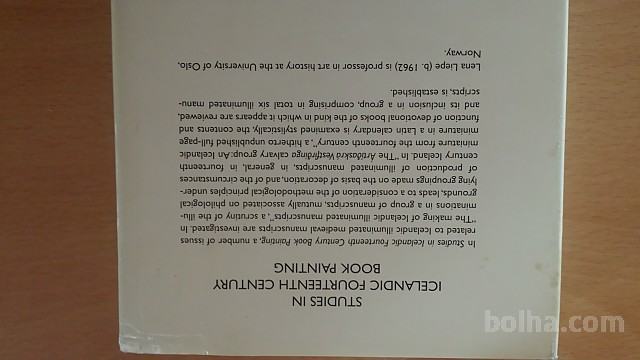 STUDIES IN
ICELANDIC FOURTEENTH CENTURY
BOOK PAINTING
In Studies in Icelandic Fourteenth Century Book Painting, a number of issues
related to Icelandic illuminated medieval manuscripts are investigated. In
"The making of Icelandic illuminated manuscripts", a scrutiny of the illu-
minations in a group of manuscripts, mutually associated on philological
grounds, leads to a consideration of the methodological principles under-
lying groupings made on the basis of decoration, and of the circumstances
of production of illuminated manuscripts, in general, in fourteenth
century Iceland. In "The Ártíðaskrá Vestfirðinga calvary group: An Icelandic
miniature from the fourteenth century", a hitherto unpublished full-page
miniature in a Latin calendary is examined stylistically, the contents and
function of devotional books of the kind in which it appears are reviewed,
and its inclusion in a group, comprising in total six illuminated manu-
scripts, is established.
Lena Liepe (b. 1962) is professor in art history at the University of Oslo,
Norway.
bolha.com